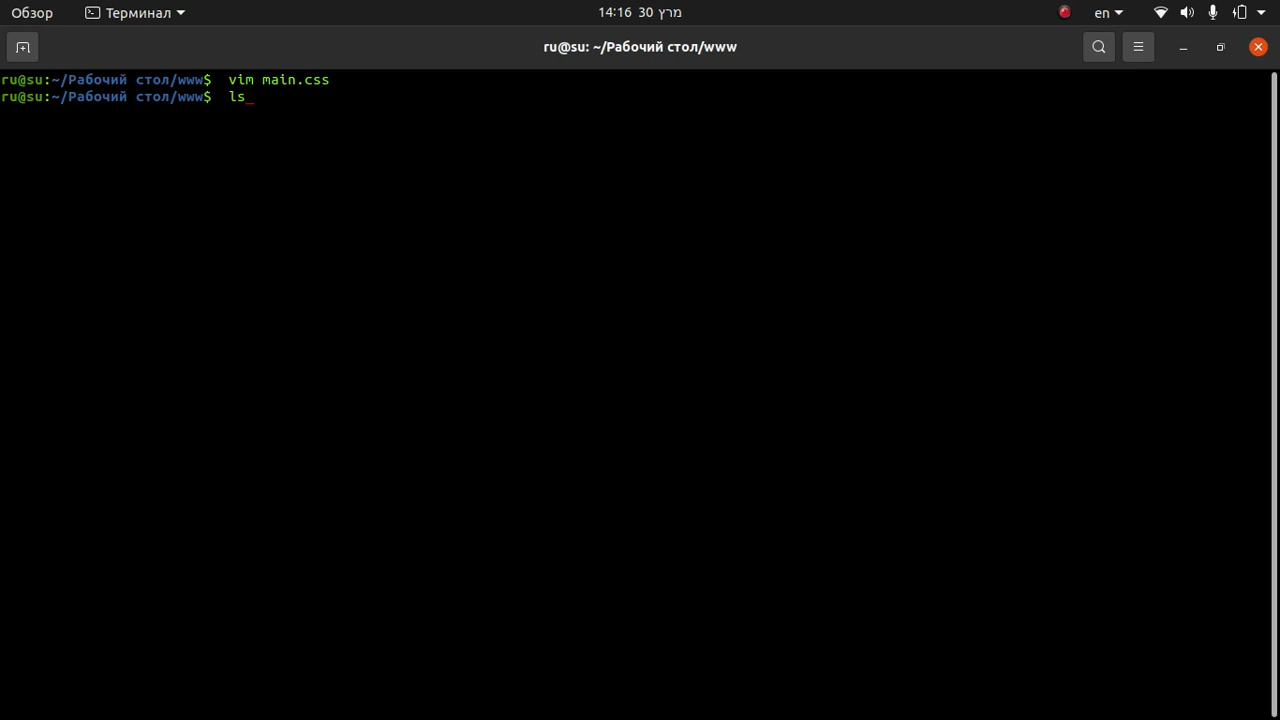 Обзор Терминал 14:16 30 מרץ en
ru@su: ~/Рабочий стол/www
ru@su:~/Рабочий стол/www$  vim main.css
ru@su:~/Рабочий стол/www$  ls_